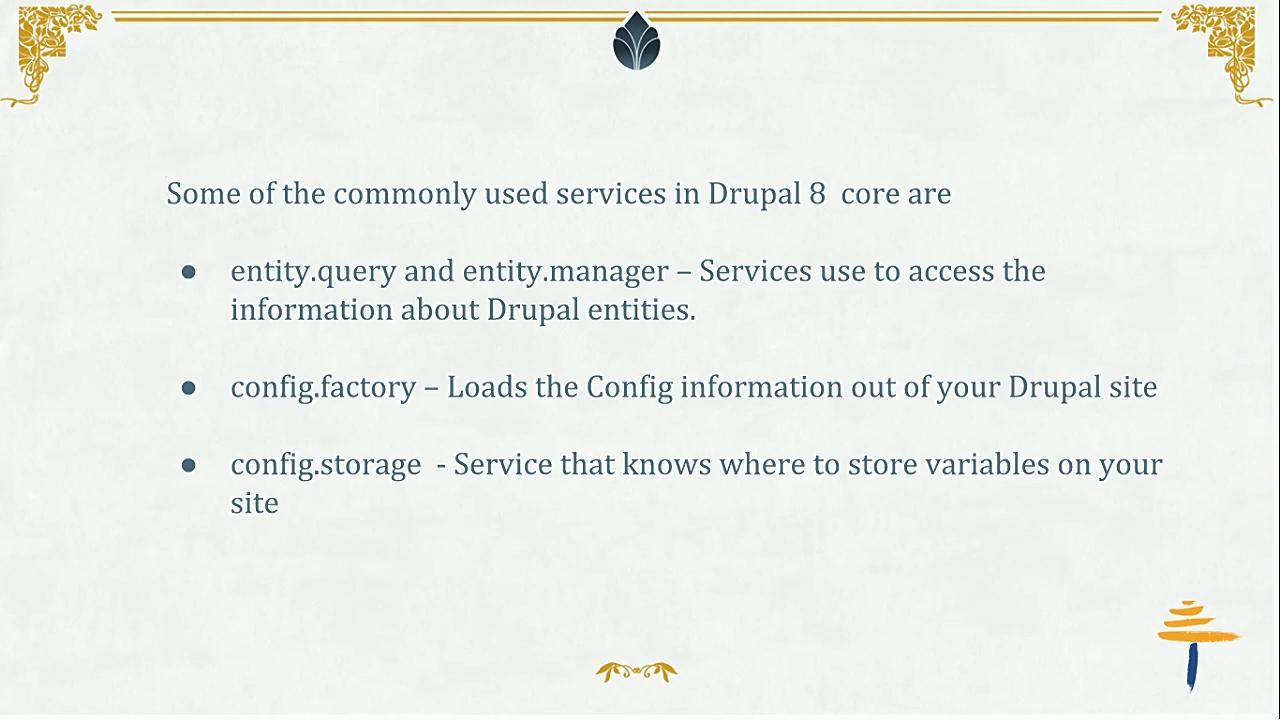 Some of the commonly used services in Drupal 8  core are
● entity.query and entity.manager – Services use to access the
information about Drupal entities.
● config.factory – Loads the Config information out of your Drupal site
● config.storage  - Service that knows where to store variables on your
site